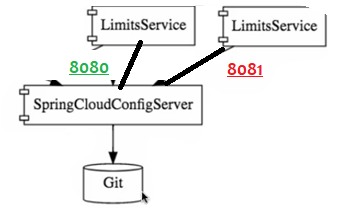 LimitsService
LimitsService
8080
8081
SpringCloudConfigServer
Git